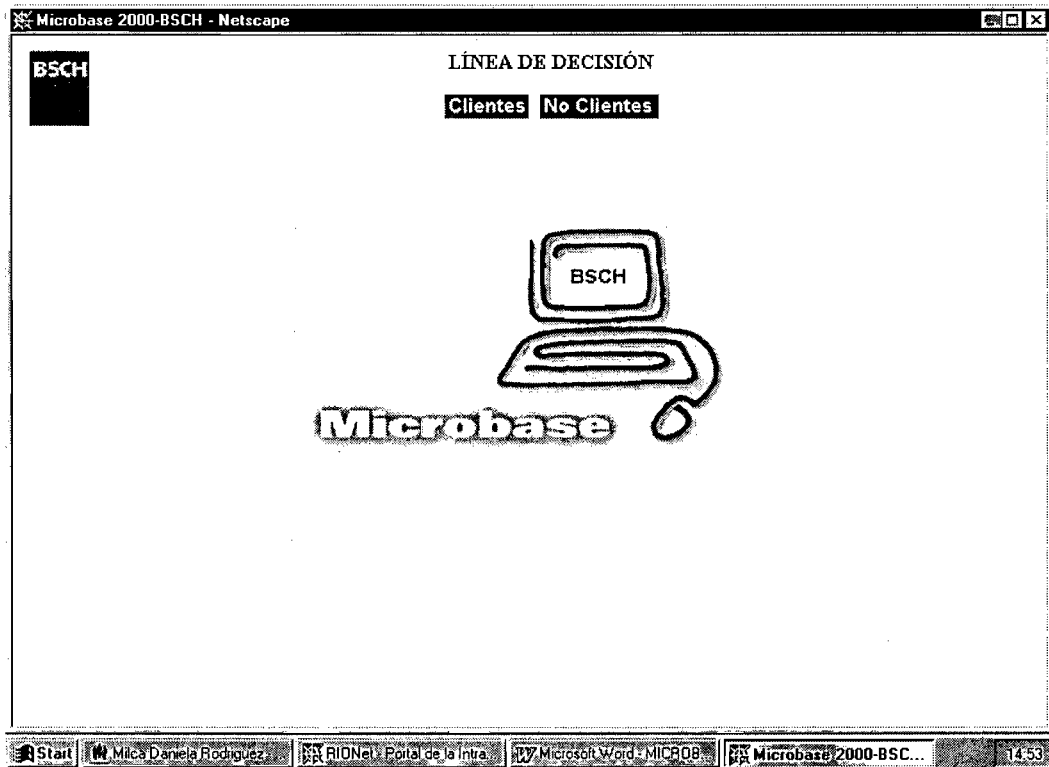 Microbase 2000-BSCH - Netscape
BSCH
LÍNEA DE DECISIÓN
Clientes No Clientes
BSCH
Microbase
Start Milca Daniela Rodriguez... RIONet - Portal de la Intra... Microsoft Word - MICROB... Microbase 2000-BSC... 14:53